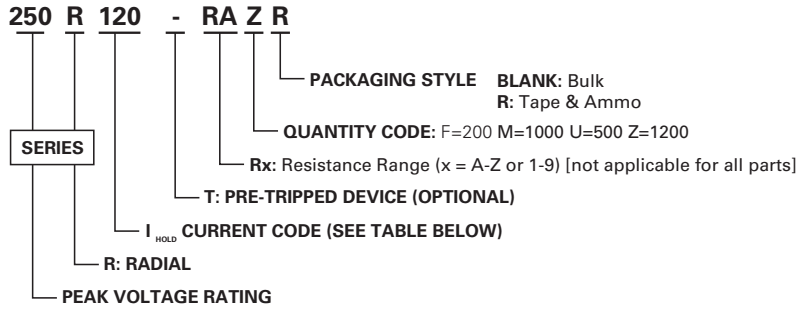 250 R 120 - RA Z R
PACKAGING STYLE BLANK: Bulk
R: Tape & Ammo
QUANTITY CODE: F=200 M=1000 U=500 Z=1200
SERIES
Rx: Resistance Range (x = A-Z or 1-9) [not applicable for all parts]
T: PRE-TRIPPED DEVICE (OPTIONAL)
I HOLD CURRENT CODE (SEE TABLE BELOW)
R: RADIAL
PEAK VOLTAGE RATING